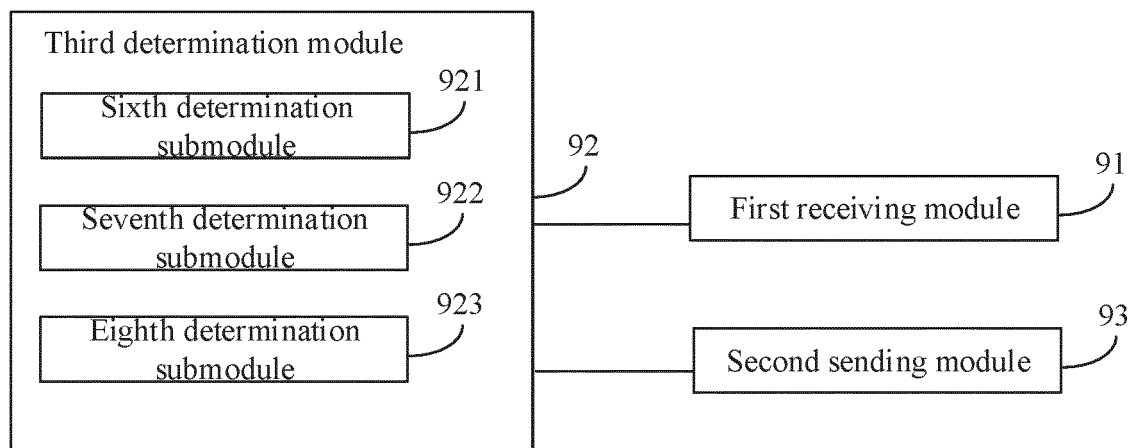 Third determination module
921
Sixth determination
submodule
92
91
922
First receiving module
Seventh determination
submodule
923
93
Eighth determination
submodule
Second sending module